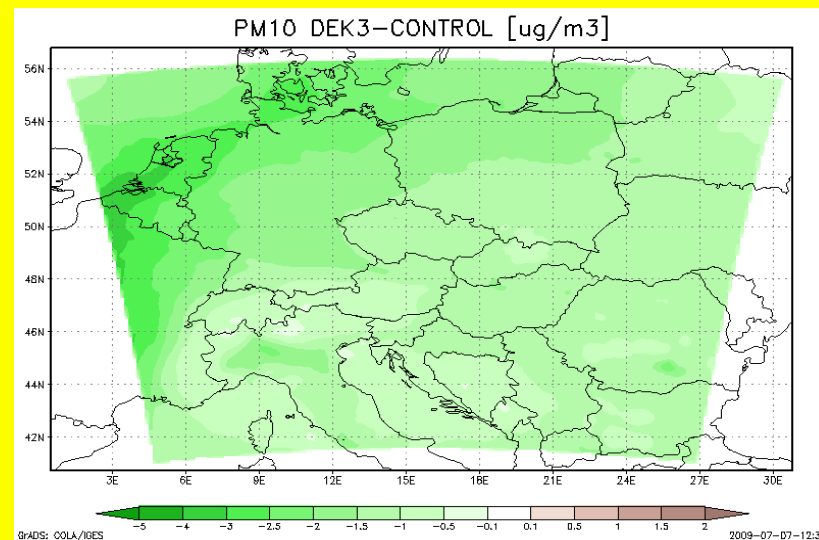 PM10 DEK3-CONTROL [ug/m3]
56N
54N
52N
50N
48N
46N
44N
42N
3E 6E 9E 12E 15E 18E 21E 24E 27E 30E
-5 -4 -3 -2.5 -2 -1.5 -1 -0.5 -0.1 0.1 0.5 1 1.5 2
GrADS: COLA/IGES 2009-07-07-12:3